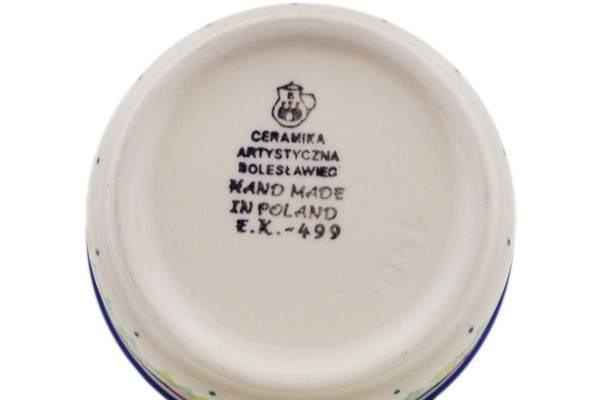 CERAMIKA
ARTYSTYCZNA
BOLESŁAWIEC
HAND MADE
IN POLAND
E.K.-499